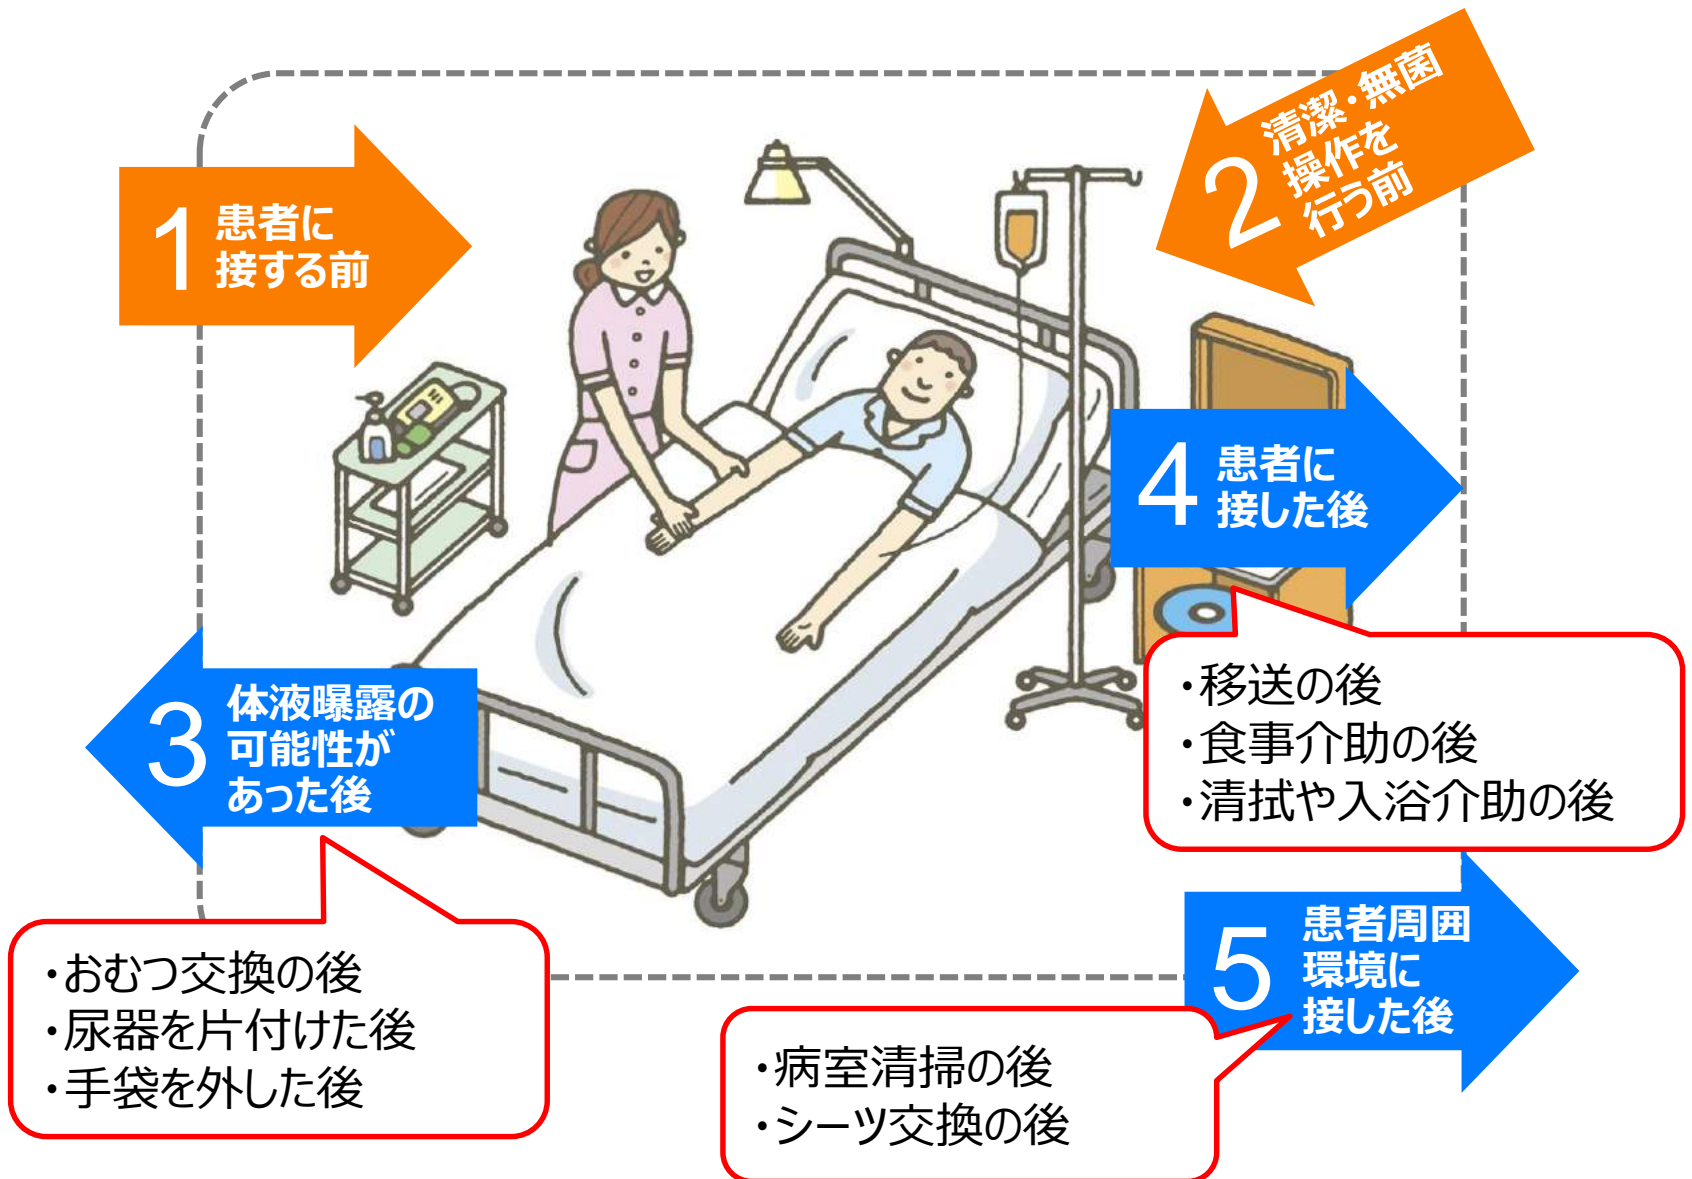 1 患者に
接する前
2 清潔・無菌
操作を
行う前
3 体液曝露の
可能性が
あった後
・おむつ交換の後
・尿器を片付けた後
・手袋を外した後
4 患者に
接した後
・移送の後
・食事介助の後
・清拭や入浴介助の後
5 患者周囲
環境に
接した後
・病室清掃の後
・シーツ交換の後